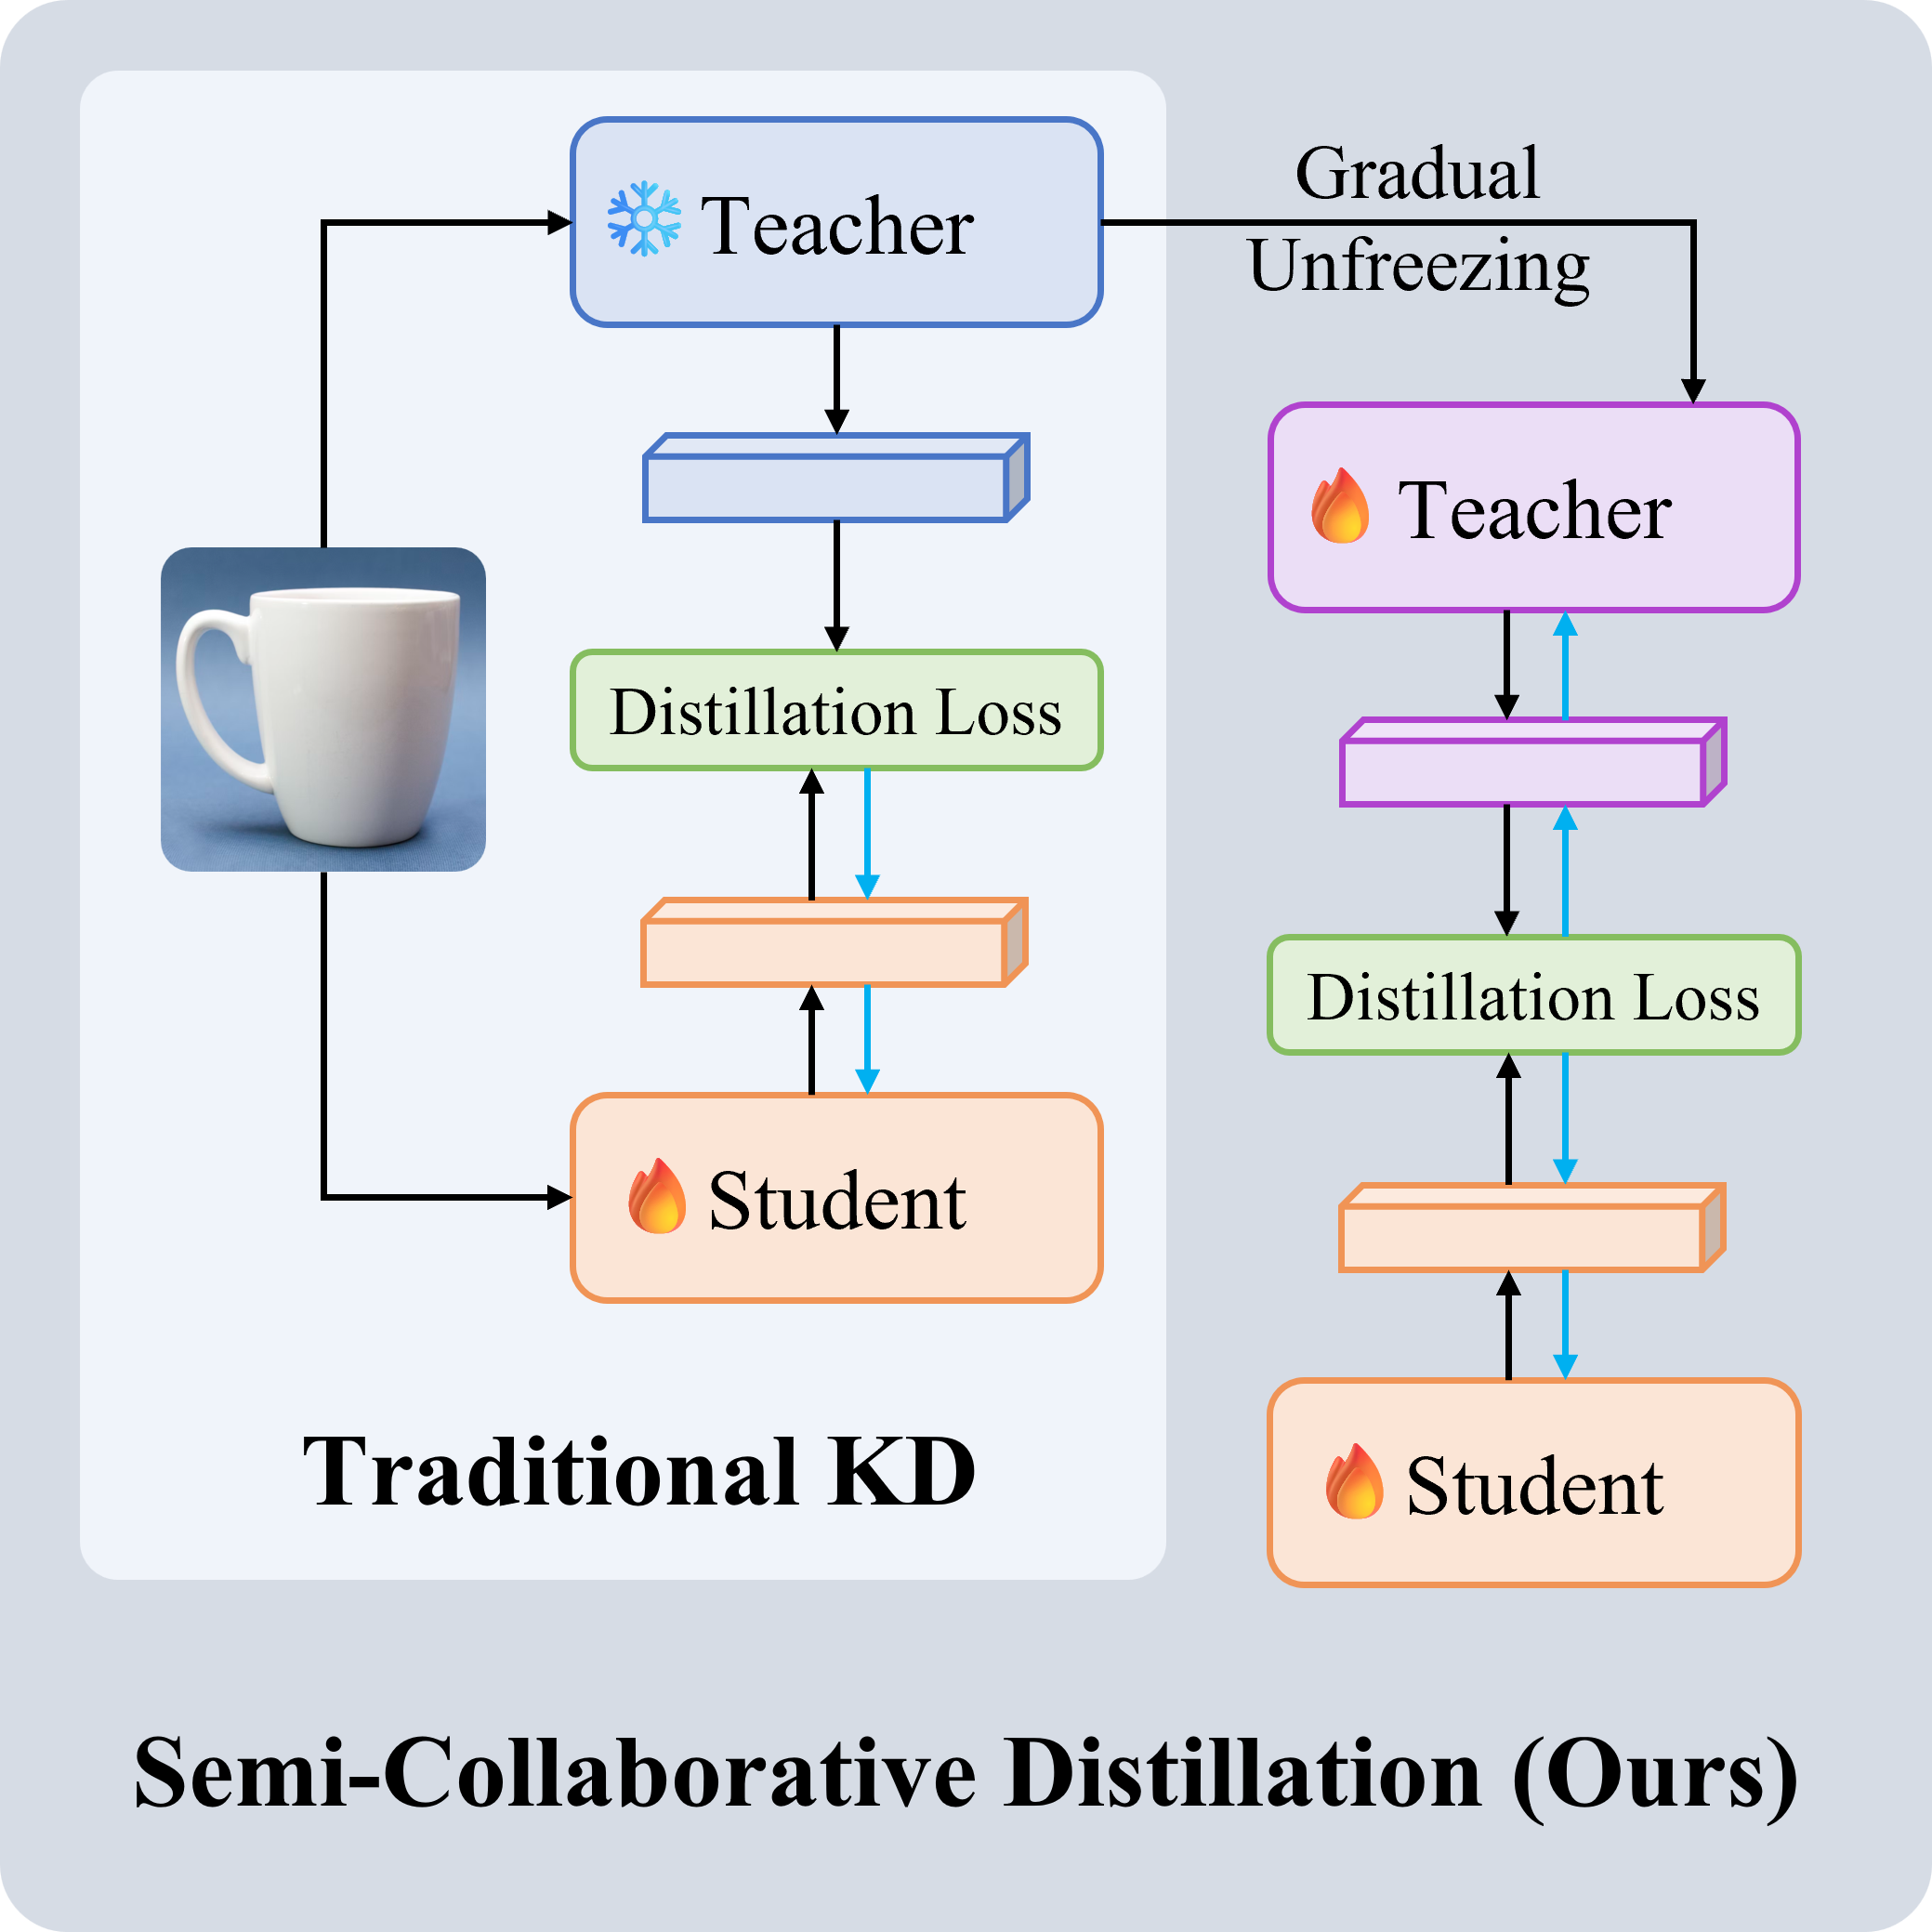 Teacher
Distillation Loss
Student
Traditional KD
Gradual
Unfreezing
Teacher
Distillation Loss
Student
Semi-Collaborative Distillation (Ours)